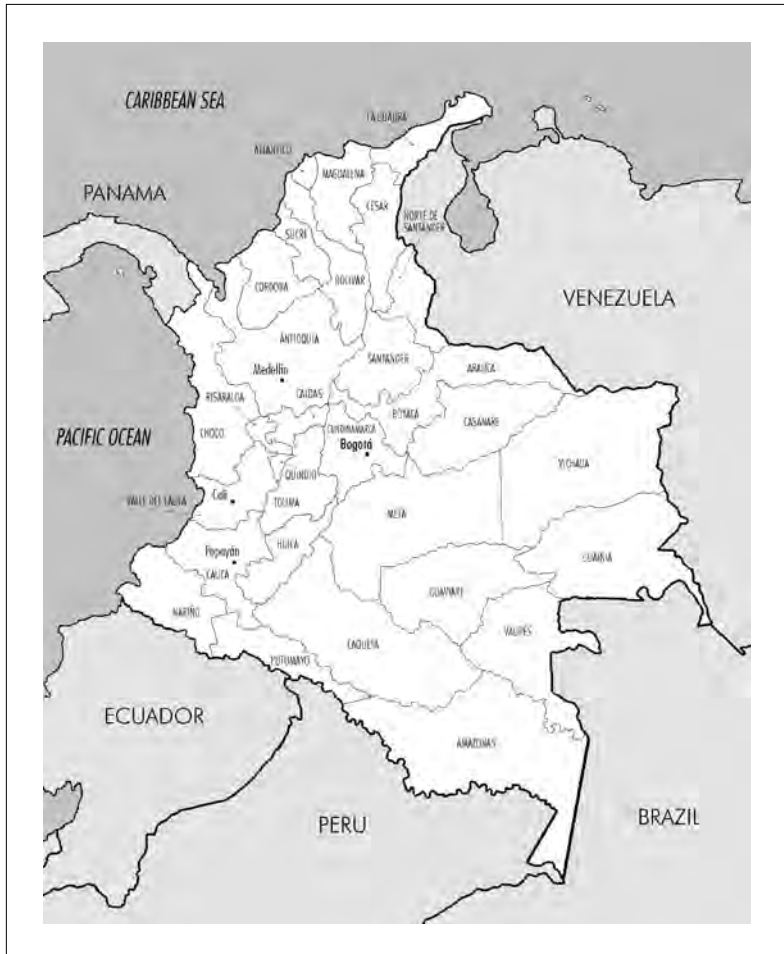 CARIBBEAN SEA
LA GUAJIRA
ATLANTICO
MAGDALENA
PANAMA
CESAR
NORTE DE
SANTANDER
SUCRE
CORDOVA
BOLIVAR
VENEZUELA
ANTIOQUIA
SANTANDER
ARAUCA
Medellín
RISARALDA
CALDAS
BOYACA
CASANARE
CHOCO
CUNDINAMARCA
PACIFIC OCEAN
Bogotá
VICHADA
QUINDIO
VALLE DEL CAUCA
Cali
TOLIMA
META
HUILA
Popayán
CAUCA
GUAINIA
GUAVIARE
NARIÑO
VAUPÉS
CAQUETA
PUTUMAYO
ECUADOR
AMAZONAS
PERU
BRAZIL